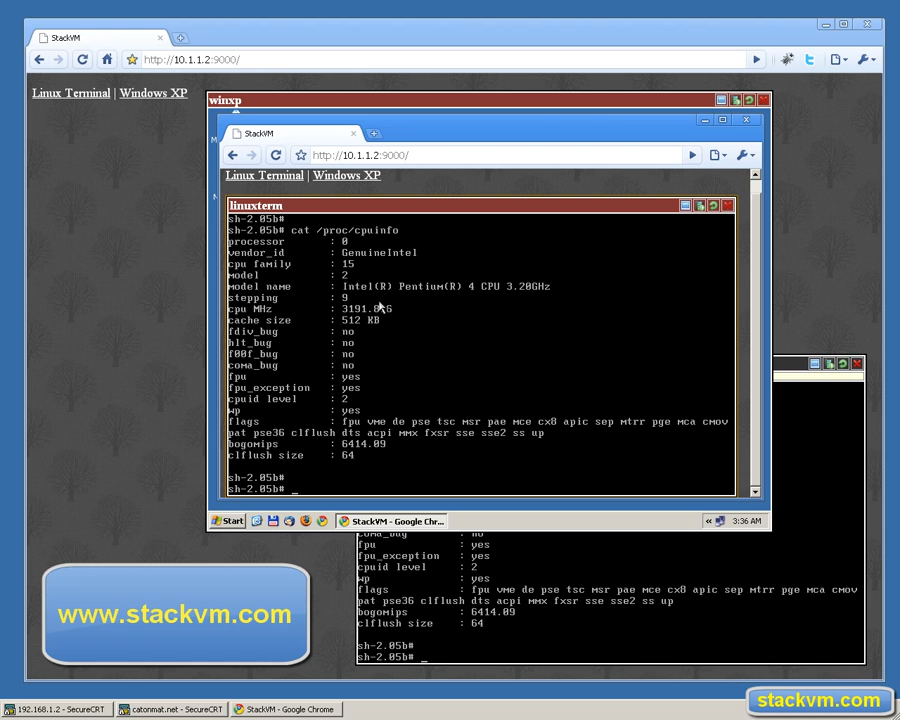 StackVM
http://10.1.1.2:9000/
Linux Terminal | Windows XP
winxp
StackVM
http://10.1.1.2:9000/
Linux Terminal | Windows XP
linuxterm
sh-2.05b#
sh-2.05b# cat /proc/cpuinfo
processor : 0
vendor_id : GenuineIntel
cpu family : 15
model : 2
model name : Intel(R) Pentium(R) 4 CPU 3.20GHz
stepping : 9
cpu MHz
cache size : 512 KB
fdiv_bug : no
hlt_bug : no
f00f_bug : no
coma_bug : no
fpu : yes
fpu_exception : yes
cpuid level : 2
wp : yes
flags : fpu vme de pse tsc msr pae mce cx8 apic sep mtrr pge mca cmov
pat pse36 clflush dts acpi mmx fxsr sse sse2 ss up
bogomips : 6414.09
clflush size : 64
sh-2.05b#
sh-2.05b# _
Start
StackVM - Google Chr...
3:36 AM
coma_bug : no
fpu : yes
fpu_exception : yes
cpuid level : 2
wp : yes
flags : fpu vme de pse tsc msr pae mce cx8 apic sep mtrr pge mca cmov
pat pse36 clflush dts acpi mmx fxsr sse sse2 ss up
bogomips : 6414.09
clflush size : 64
sh-2.05b#
sh-2.05b# _
www.stackvm.com
192.168.1.2 - SecureCRT
catonmat.net - SecureCRT
StackVM - Google Chrome
stackvm.com